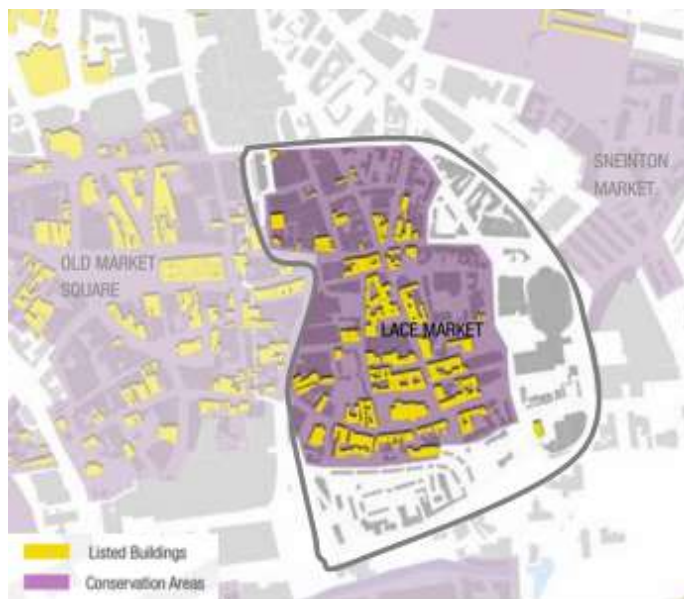 SNEINTON
MARKET
OLD MARKET
SQUARE
LACE MARKET
Listed Buildings
Conservation Areas